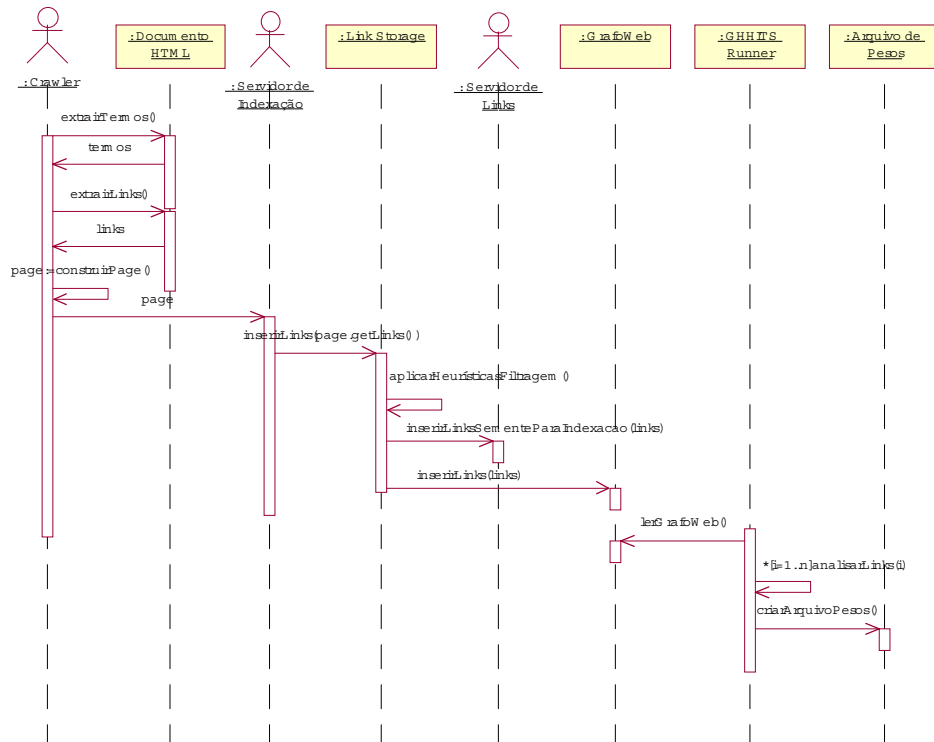 :Crawler
:Documento
HTML
:Servidor de
Indexação
:LinkStorage
:Servidor de
Links
:GrafoWeb
:GHHITS
Runner
:Arquivo de
Pesos
extrairTermos()
termos
extrairLinks()
links
page:=construirPage()
page
inserirLinks(page.getLinks())
aplicarHeurísticasFiltragem()
inserirLinksSementeParaIndexacao(links)
inserirLinks(links)
lerGrafoWeb()
*[i=1..n]analisarLinks(i)
criarArquivoPesos()